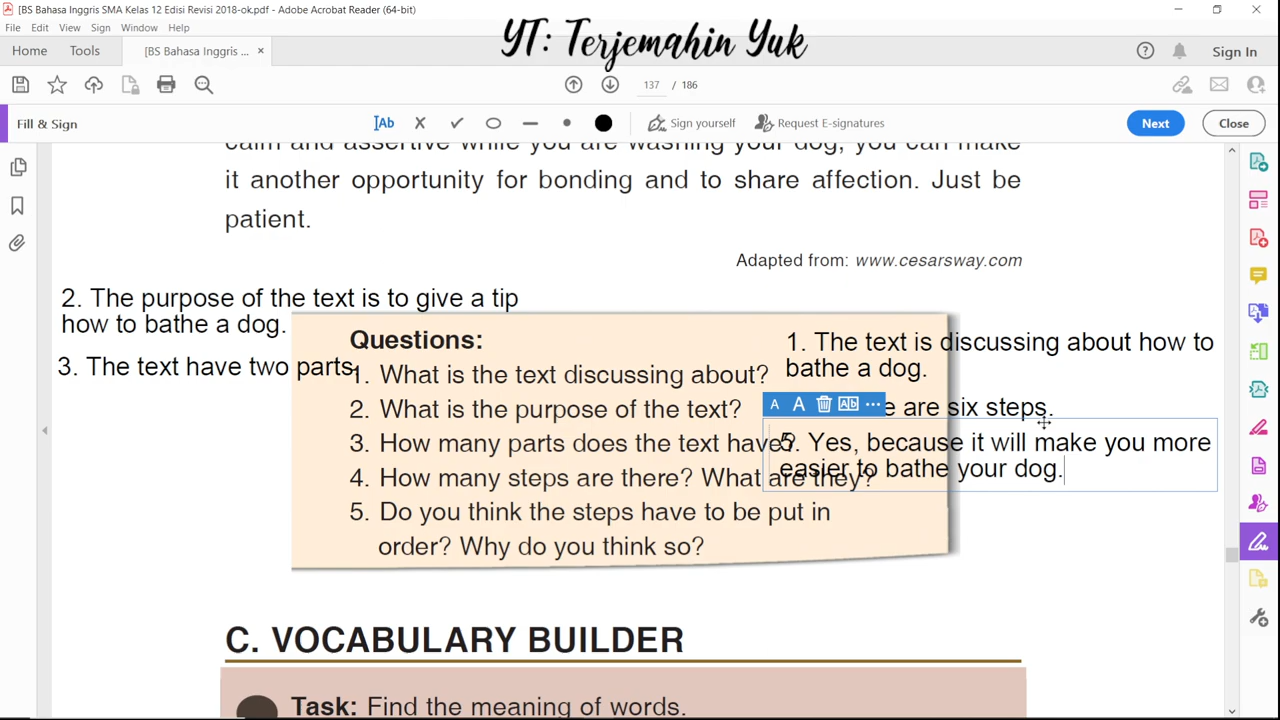 [BS Bahasa Inggris SMA Kelas 12 Edisi Revisi 2018-ok.pdf - Adobe Acrobat Reader (64-bit)
File Edit View Sign Window Help
YT: Terjemahin Yuk
Home Tools [BS Bahasa Inggris ... × Sign In
137 / 186
Fill & Sign
Ab Sign yourself Request E-signatures Next Close
calm and assertive while you are washing your dog, you can make
it another opportunity for bonding and to share affection. Just be
patient.
Adapted from: www.cesarsway.com
2. The purpose of the text is to give a tip
how to bathe a dog.
3. The text have two parts.
Questions:
1. What is the text discussing about?
2. What is the purpose of the text?
3. How many parts does the text have?
4. How many steps are there? What are they?
5. Do you think the steps have to be put in
order? Why do you think so?
1. The text is discussing about how to
bathe a dog.
A A Ab ...
e are six steps.
5. Yes, because it will make you more
easier to bathe your dog.
C. VOCABULARY BUILDER
Task: Find the meaning of words.